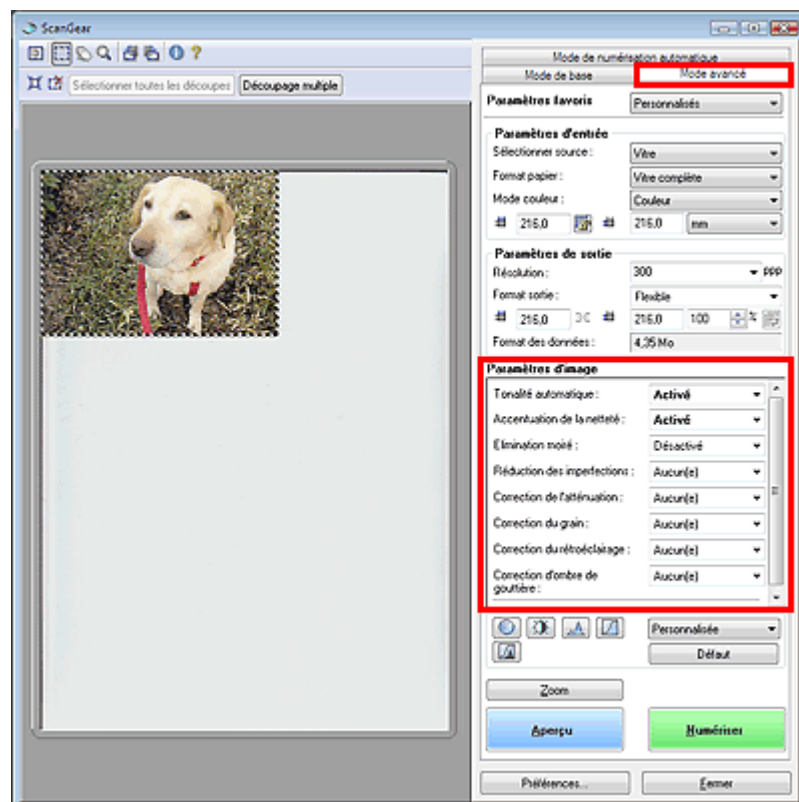 ScanGear
Sélectionner toutes les découpes Découpage multiple
Mode de numérisation automatique
Mode de base Mode avancé
Paramètres favoris Personnalisés
Paramètres d'entrée
Sélectionner source : Vitre
Format papier : Vitre complète
Mode couleur : Couleur
216,0 216,0 mm
Paramètres de sortie
Résolution : 300 PPP
Format sortie : Flexible
216,0 216,0 100 %
Format des données : 4,35 Mo
Paramètres d'image
Tonalité automatique : Activé
Accentuation de la netteté : Activé
Elimination moiré : Désactivé
Réduction des imperfections : Aucun(e)
Correction de l'atténuation : Aucun(e)
Correction du grain : Aucun(e)
Correction du rétroéclairage : Aucun(e)
Correction d'ombre de
gouttière : Aucun(e)
Personnalisée
Défaut
Zoom
Aperçu Numériser
Préférences... Fermer